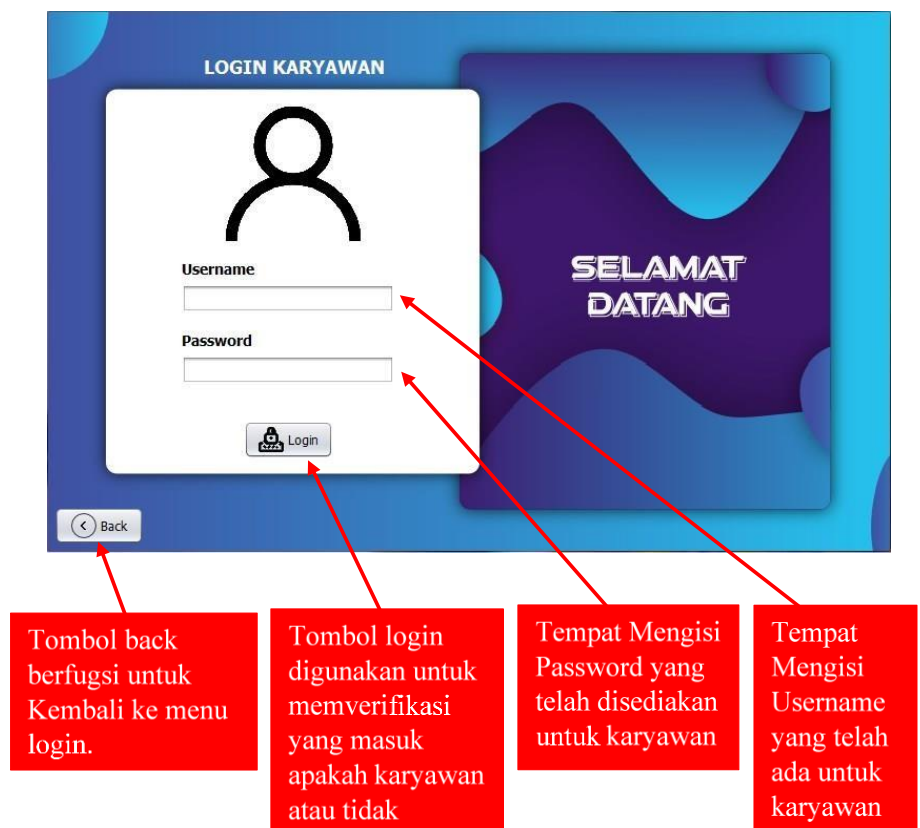 LOGIN KARYAWAN
Username
Password
Login
Back
SELAMAT
DATANG
Tombol back
berfugsi untuk
Kembali ke menu
login.
Tombol login
digunakan untuk
memverifikasi
yang masuk
apakah karyawan
atau tidak
Tempat Mengisi
Password yang
telah disediakan
untuk karyawan
Tempat
Mengisi
Username
yang telah
ada untuk
karyawan